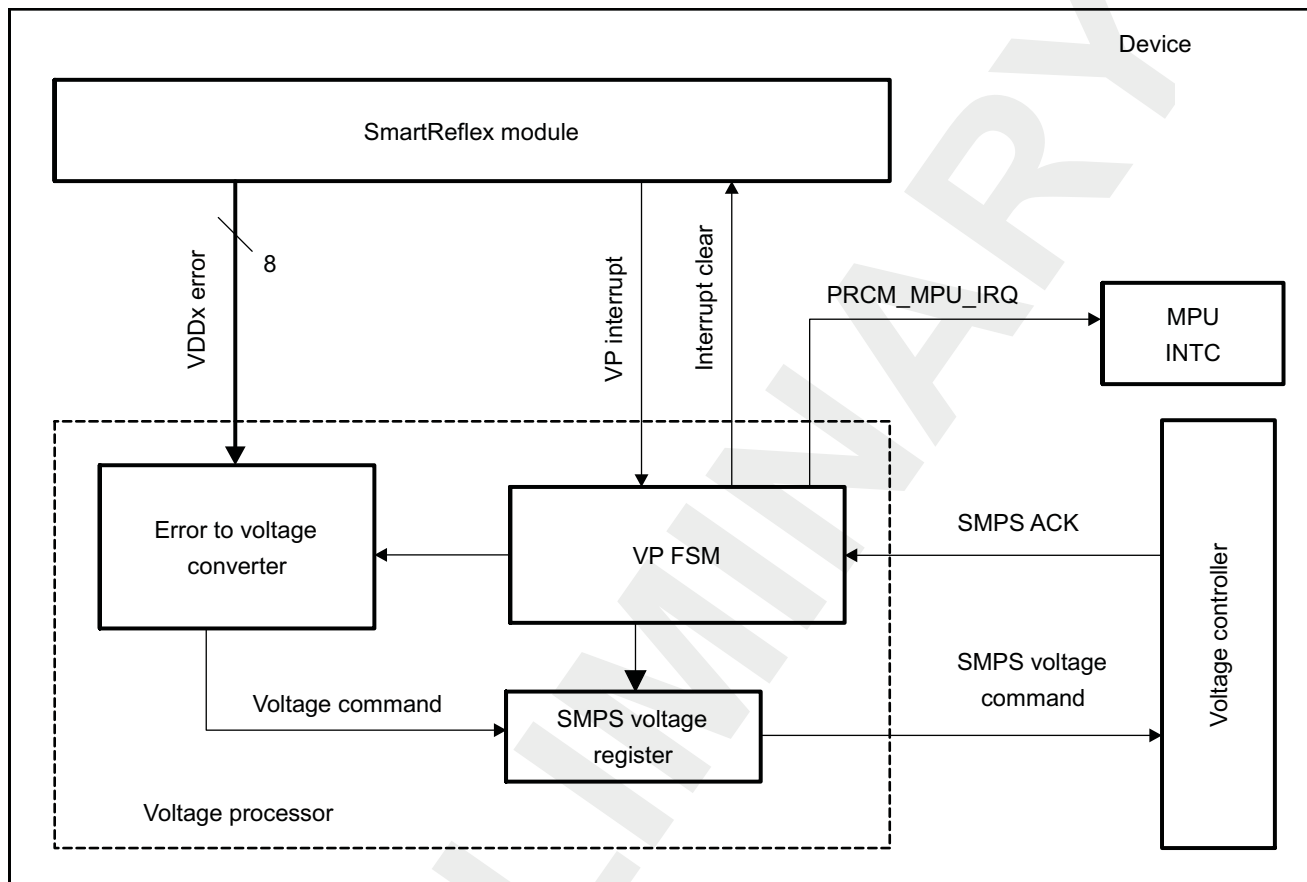 Device
SmartReflex module
8
VDDx error
VP interrupt
Interrupt clear
PRCM_MPU_IRQ
MPU
INTC
Error to voltage
converter
VP FSM
SMPS ACK
Voltage controller
SMPS voltage
command
Voltage command
SMPS voltage
register
Voltage processor
LIMINARY